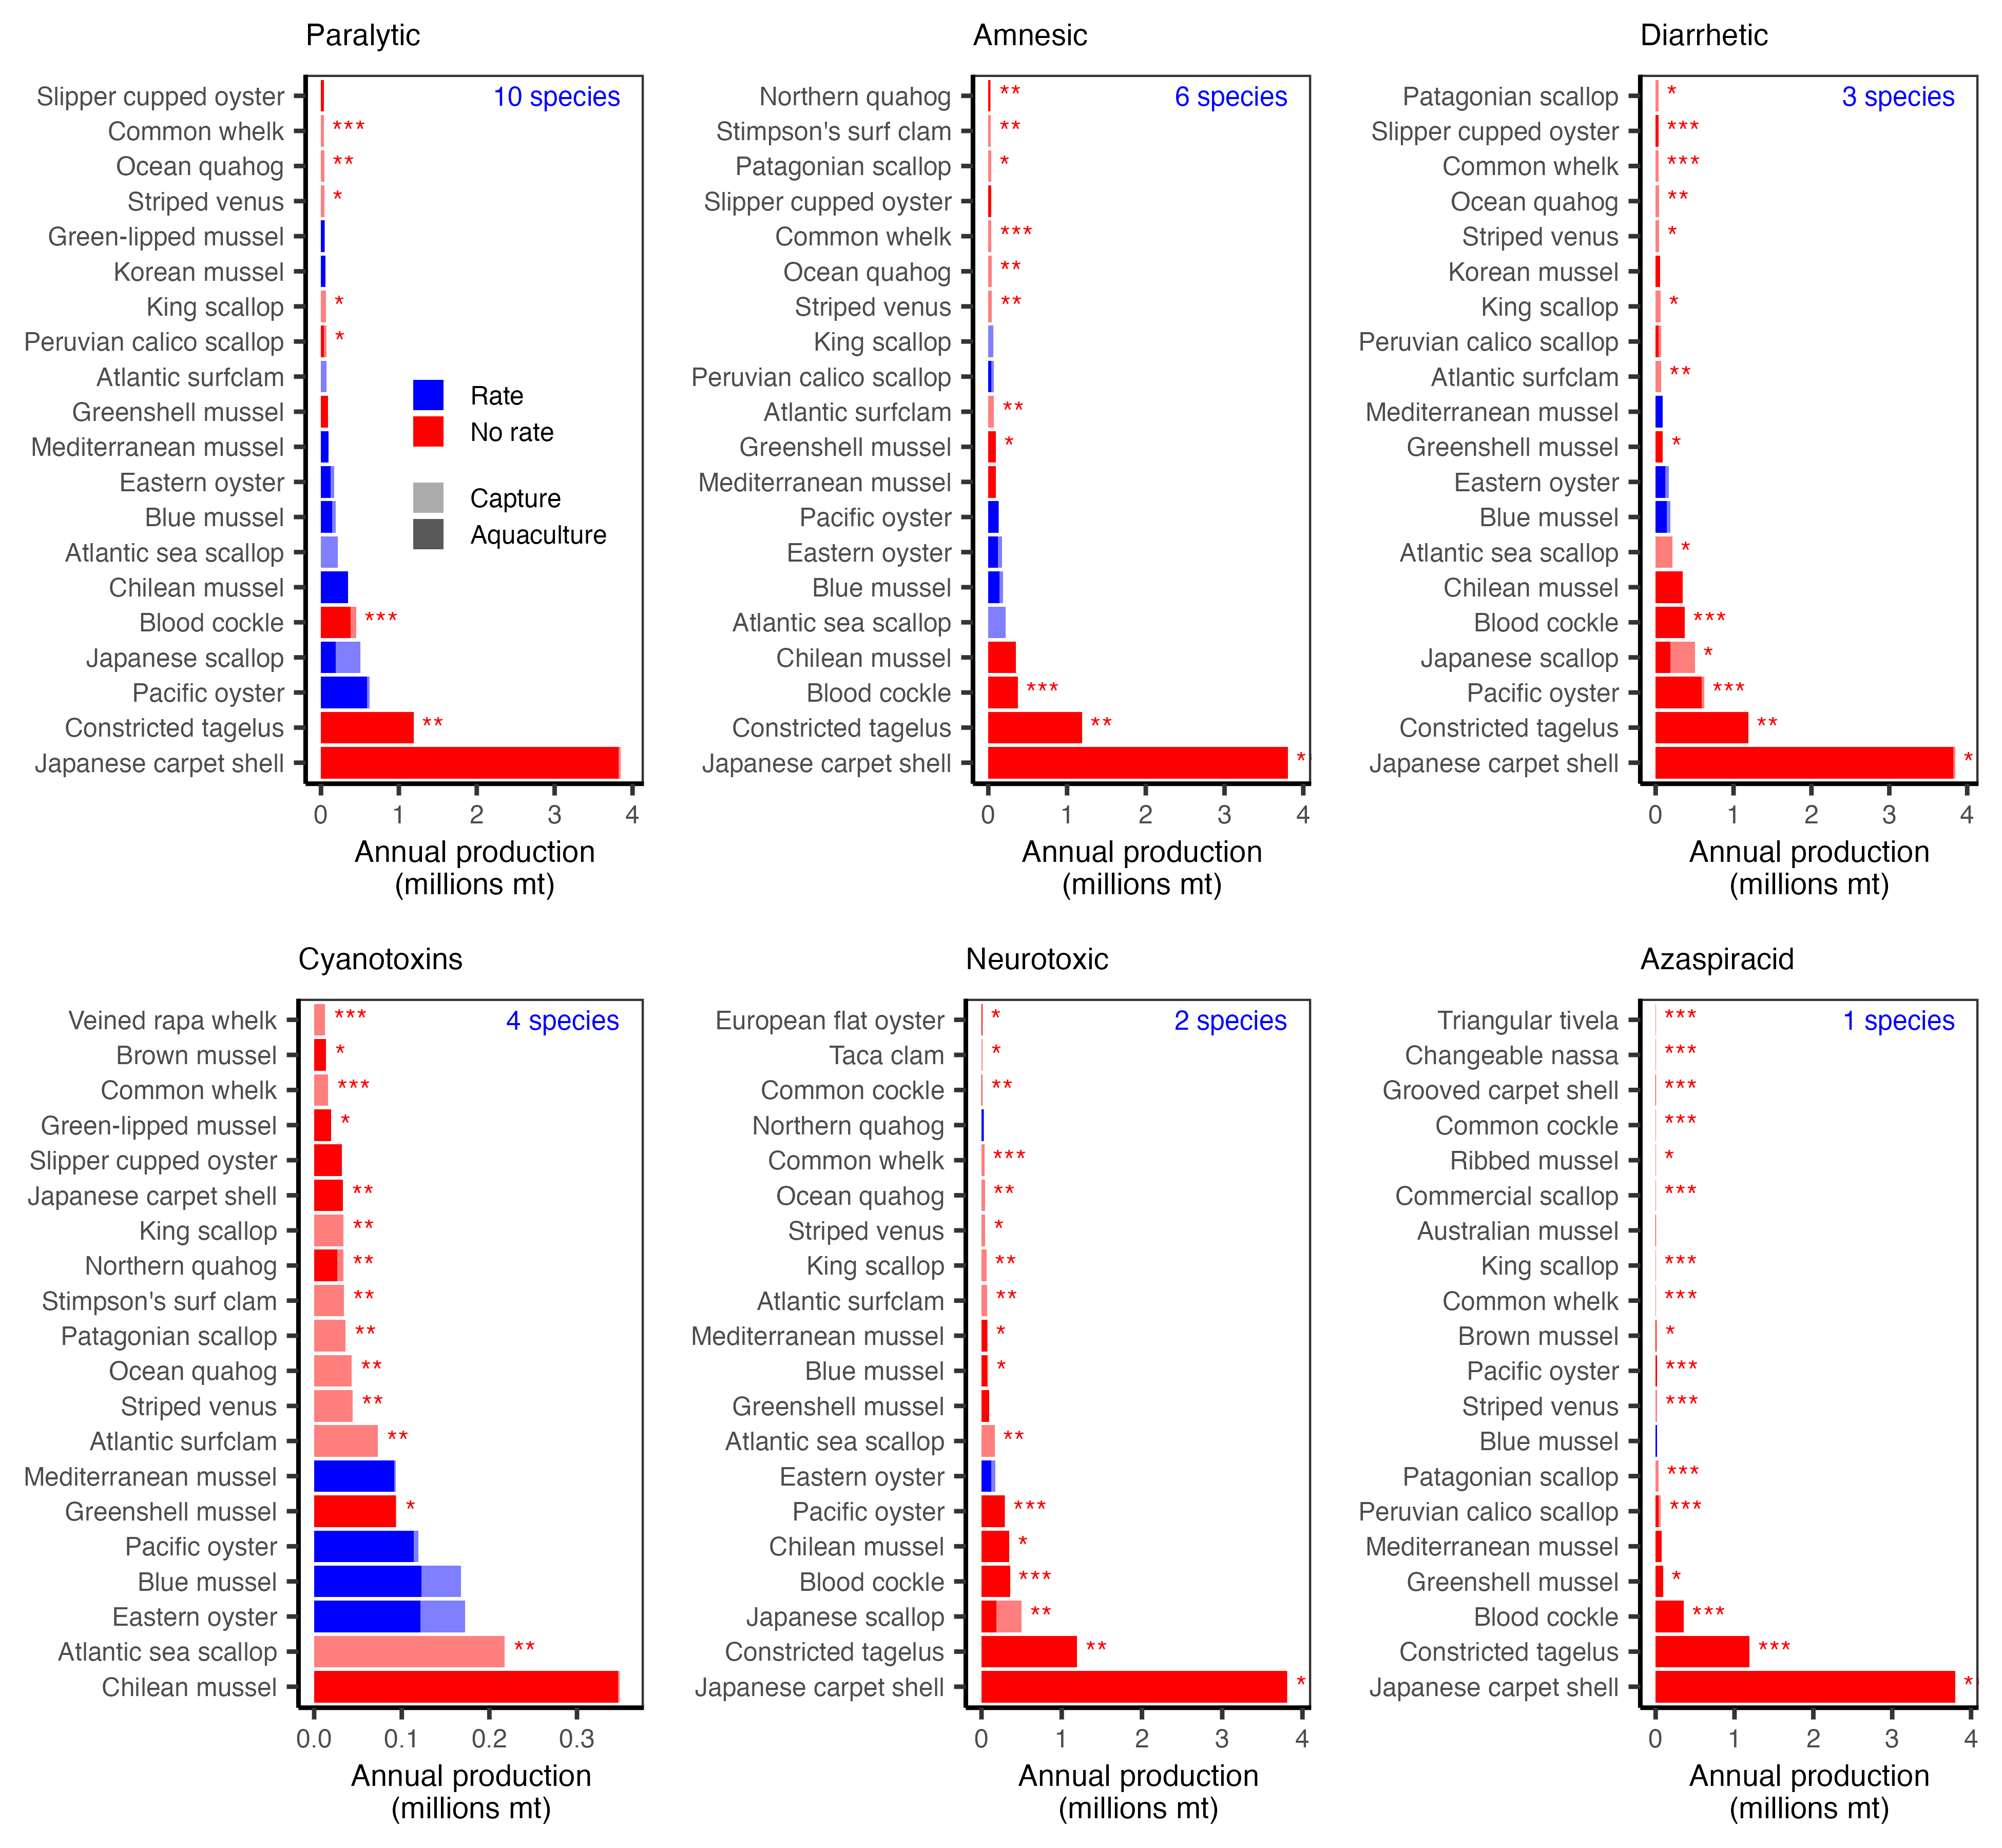 Paralytic
Slipper cupped oyster
Common whelk ***
Ocean quahog **
Striped venus *
Green-lipped mussel
Korean mussel
King scallop *
Peruvian calico scallop *
Atlantic surfclam
Greenshell mussel
Mediterranean mussel
Eastern oyster
Blue mussel
Atlantic sea scallop
Chilean mussel
Blood cockle ***
Japanese scallop
Pacific oyster
Constricted tagelus **
Japanese carpet shell
10 species
Rate
No rate
Capture
Aquaculture
0 1 2 3 4
Annual production
(millions mt)
Amnesic
Northern quahog **
Stimpson's surf clam **
Patagonian scallop *
Slipper cupped oyster
Common whelk ***
Ocean quahog **
Striped venus **
King scallop
Peruvian calico scallop
Atlantic surfclam **
Greenshell mussel *
Mediterranean mussel
Pacific oyster
Eastern oyster
Blue mussel
Atlantic sea scallop
Chilean mussel
Blood cockle ***
Constricted tagelus **
Japanese carpet shell *
6 species
0 1 2 3 4
Annual production
(millions mt)
Diarrhetic
Patagonian scallop *
Slipper cupped oyster ***
Common whelk ***
Ocean quahog **
Striped venus *
Korean mussel
King scallop *
Peruvian calico scallop
Atlantic surfclam **
Mediterranean mussel
Greenshell mussel *
Eastern oyster
Blue mussel
Atlantic sea scallop *
Chilean mussel
Blood cockle ***
Japanese scallop *
Pacific oyster ***
Constricted tagelus **
Japanese carpet shell *
3 species
0 1 2 3 4
Annual production
(millions mt)
Cyanotoxins
Veined rapa whelk ***
Brown mussel *
Common whelk ***
Green-lipped mussel *
Slipper cupped oyster
Japanese carpet shell **
King scallop **
Northern quahog **
Stimpson's surf clam **
Patagonian scallop **
Ocean quahog **
Striped venus **
Atlantic surfclam **
Mediterranean mussel
Greenshell mussel *
Pacific oyster
Blue mussel
Eastern oyster
Atlantic sea scallop **
Chilean mussel
4 species
0.0 0.1 0.2 0.3
Annual production
(millions mt)
Neurotoxic
European flat oyster *
Taca clam *
Common cockle **
Northern quahog
Common whelk ***
Ocean quahog **
Striped venus *
King scallop **
Atlantic surfclam **
Mediterranean mussel *
Blue mussel *
Greenshell mussel
Atlantic sea scallop **
Eastern oyster
Pacific oyster ***
Chilean mussel *
Blood cockle ***
Japanese scallop **
Constricted tagelus **
Japanese carpet shell *
2 species
0 1 2 3 4
Annual production
(millions mt)
Azaspiracid
Triangular tivela ***
Changeable nassa ***
Grooved carpet shell ***
Common cockle ***
Ribbed mussel *
Commercial scallop ***
Australian mussel
King scallop ***
Common whelk ***
Brown mussel *
Pacific oyster ***
Striped venus ***
Blue mussel
Patagonian scallop ***
Peruvian calico scallop ***
Mediterranean mussel
Greenshell mussel *
Blood cockle ***
Constricted tagelus ***
Japanese carpet shell *
1 species
0 1 2 3 4
Annual production
(millions mt)